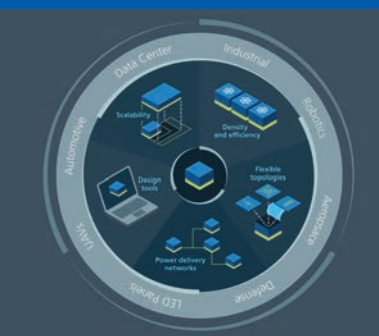 Data Center
Industrial
Robotics
Aerospace
Defense
LED Panels
UAVs
Automotive
Scalability
Density
and efficiency
Flexible
topologies
Power delivery
networks
Design
tools